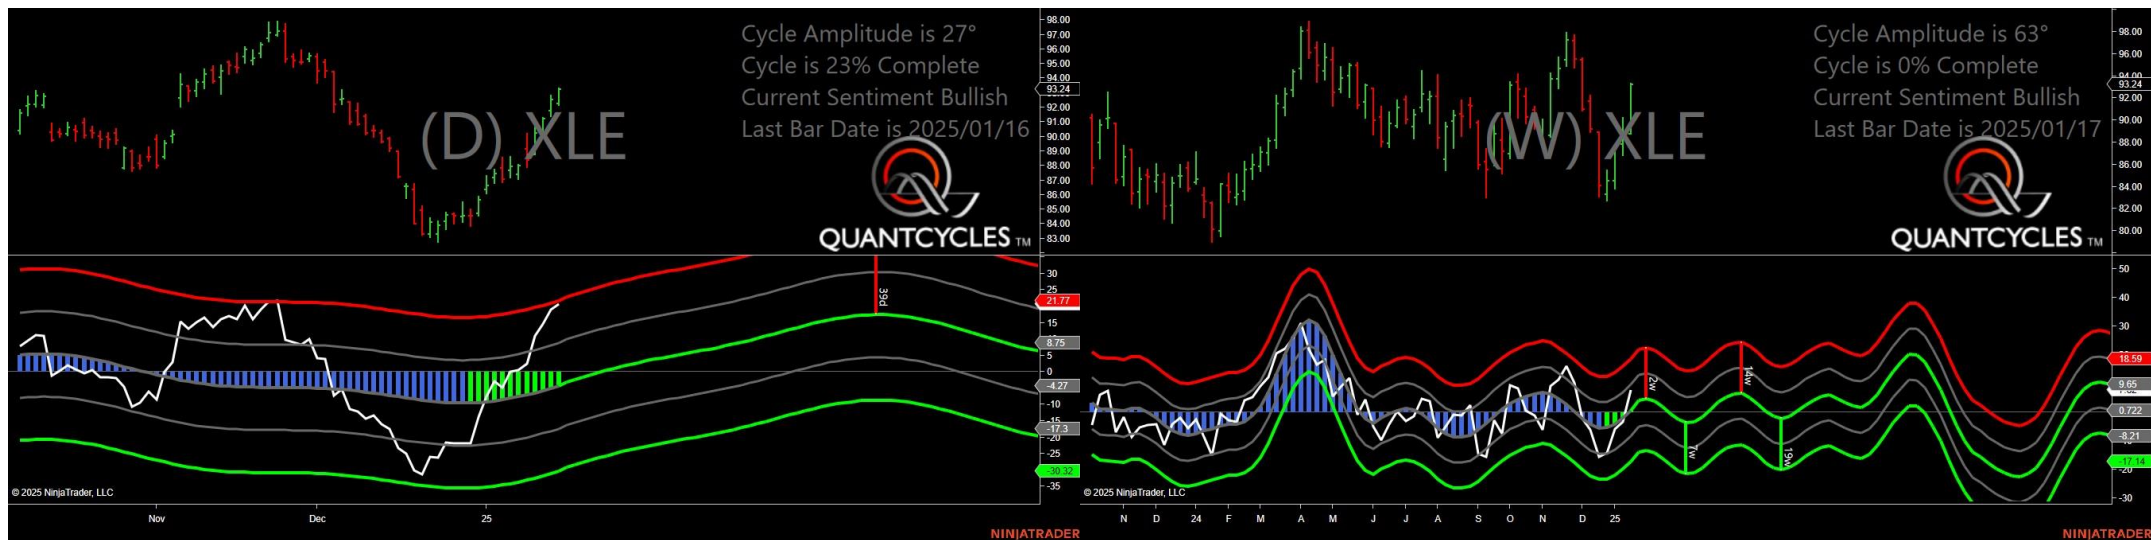 Cycle Amplitude is 27°
Cycle is 23% Complete
Current Sentiment Bullish
Last Bar Date is 2025/01/16
(D) XLE
QUANTCYCLES TM
98.00
97.00
96.00
95.00
94.00
93.24
92.00
91.00
90.00
89.00
88.00
87.00
86.00
85.00
84.00
83.00
39d
30
21.77
15
8.75
5
0
-4.27
-10
-17.3
-20
-25
-30.32
-35
© 2025 NinjaTrader, LLC
Nov
Dec
25
NINJATRADER
Cycle Amplitude is 63°
Cycle is 0% Complete
Current Sentiment Bullish
Last Bar Date is 2025/01/17
(W) XLE
QUANTCYCLES TM
98.00
96.00
94.00
93.24
92.00
90.00
88.00
86.00
84.00
82.00
80.00
2w
14w
7w
19w
50
40
30
18.59
9.65
0.722
-8.21
-17.14
-20
-30
© 2025 NinjaTrader, LLC
N D 24 F M A M J J A S O N D 25
NINJATRADER